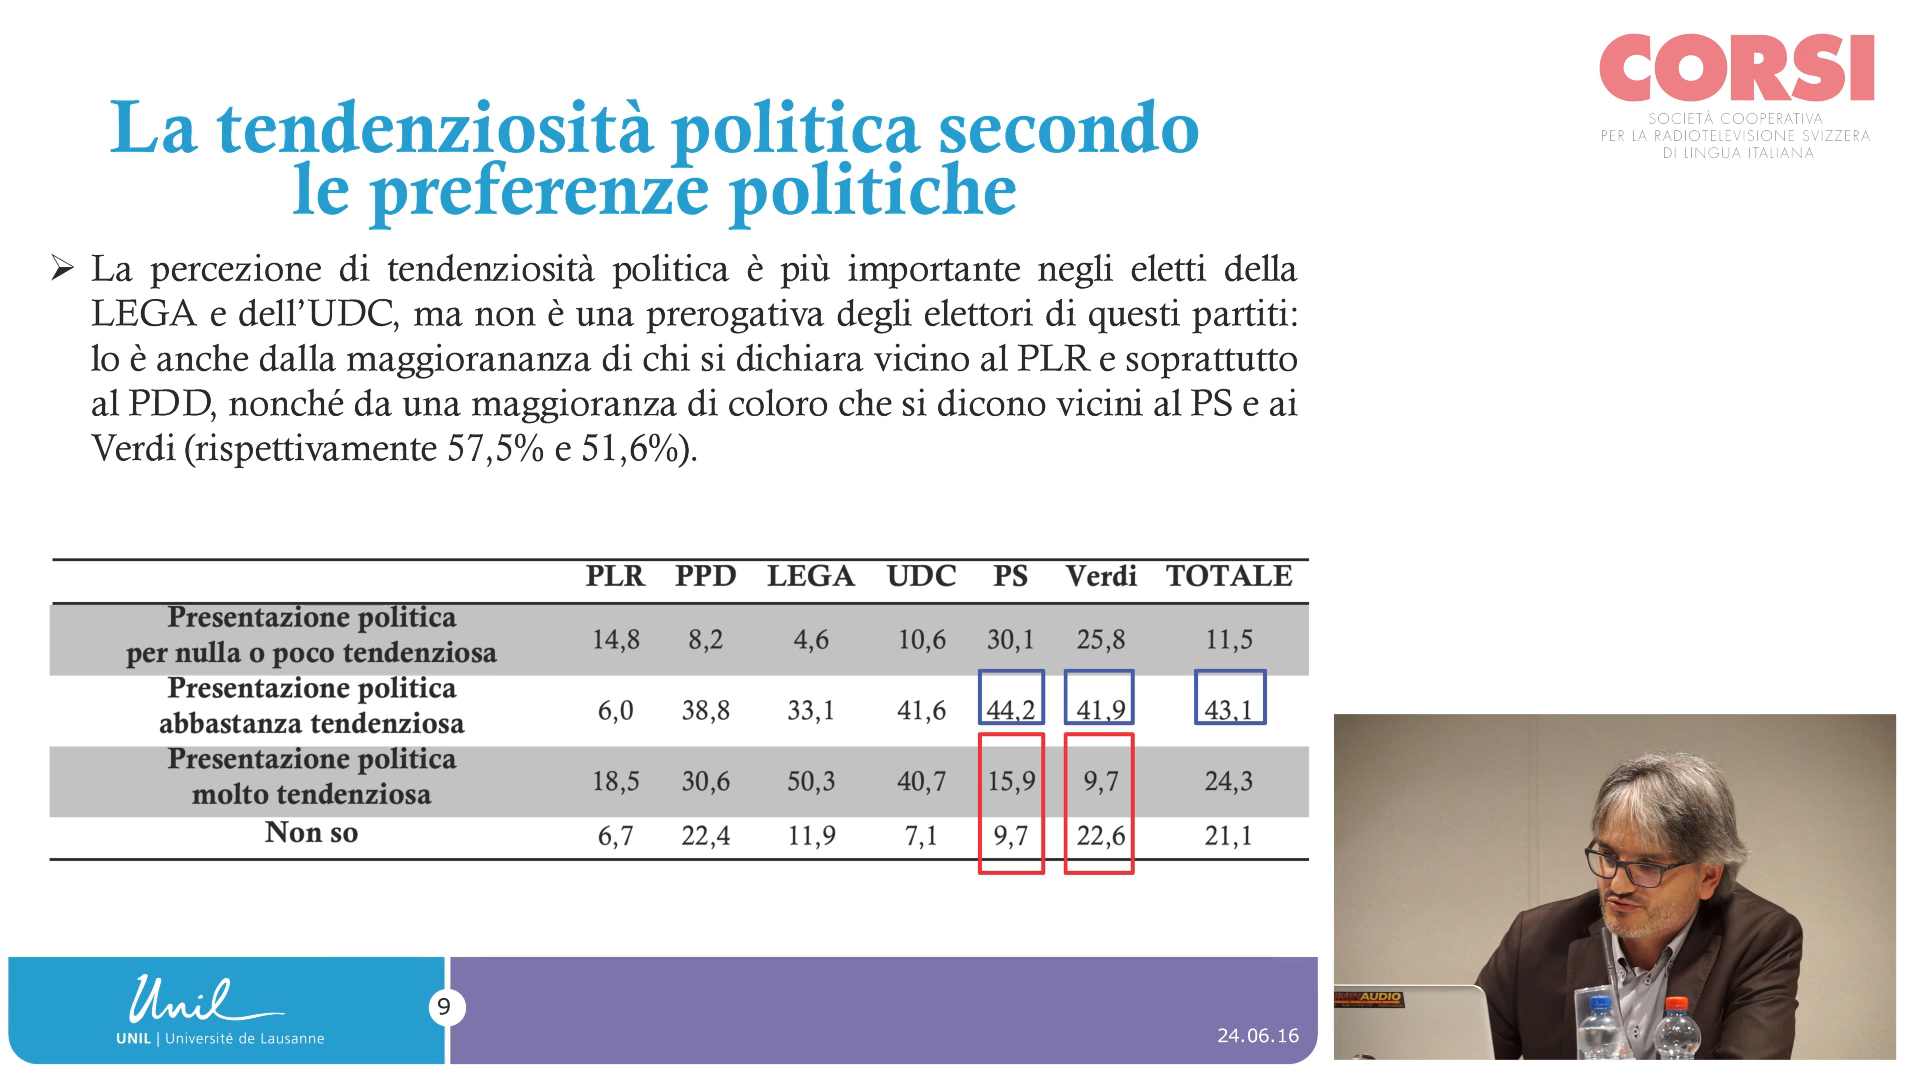 CORSI
SOCIETÀ COOPERATIVA
PER LA RADIOTELEVISIONE SVIZZERA
DI LINGUA ITALIANA
La tendenziosità politica secondo
le preferenze politiche
➤ La percezione di tendenziosità politica è più importante negli eletti della
LEGA e dell’UDC, ma non è una prerogativa degli elettori di questi partiti:
lo è anche dalla maggiorananza di chi si dichiara vicino al PLR e soprattutto
al PDD, nonché da una maggioranza di coloro che si dicono vicini al PS e ai
Verdi (rispettivamente 57,5% e 51,6%).
PLR PPD LEGA UDC PS Verdi TOTALE
Presentazione politica
per nulla o poco tendenziosa 14,8 8,2 4,6 10,6 30,1 25,8 11,5
Presentazione politica
abbastanza tendenziosa 6,0 38,8 33,1 41,6 44,2 41,9 43,1
Presentazione politica
molto tendenziosa 18,5 30,6 50,3 40,7 15,9 9,7 24,3
Non so 6,7 22,4 11,9 7,1 9,7 22,6 21,1
Unil
UNIL | Université de Lausanne
9
24.06.16
AUDIO